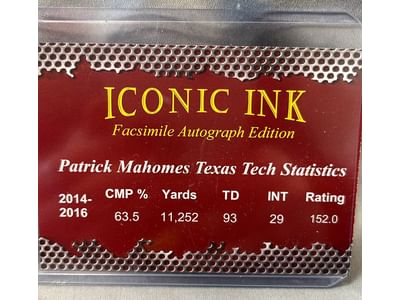 ICONIC INK
Facsimile Autograph Edition
Patrick Mahomes Texas Tech Statistics
2014- CMP % Yards TD INT Rating
2016 63.5 11,252 93 29 152.0